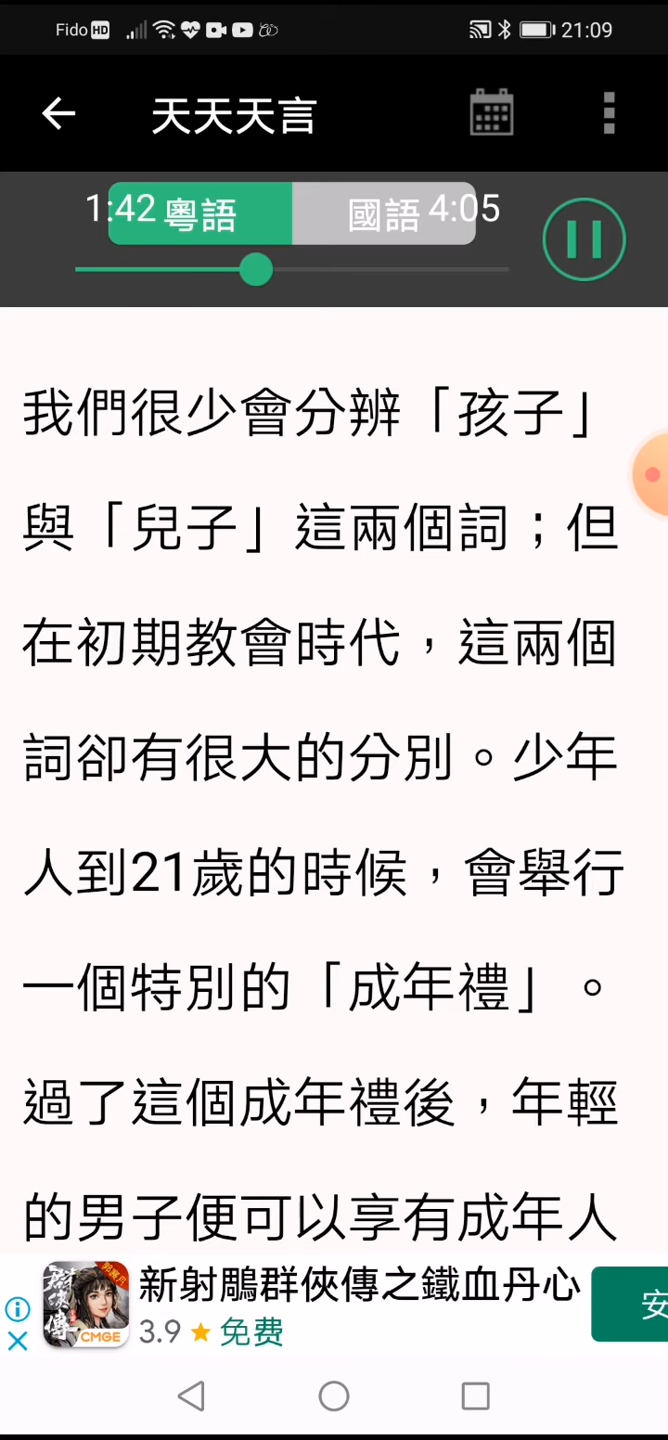 Fido HD
21:09
天天天言
1:42 粵語 國語 4:05
我們很少會分辨「孩子」
與「兒子」這兩個詞；但
在初期教會時代，這兩個
詞卻有很大的分別。少年
人到21歲的時候，會舉行
一個特別的「成年禮」。
過了這個成年禮後，年輕
的男子便可以享有成年人
新射鵰群俠傳之鐵血丹心
群俠傳
CMGE
3.9 ★ 免费
安